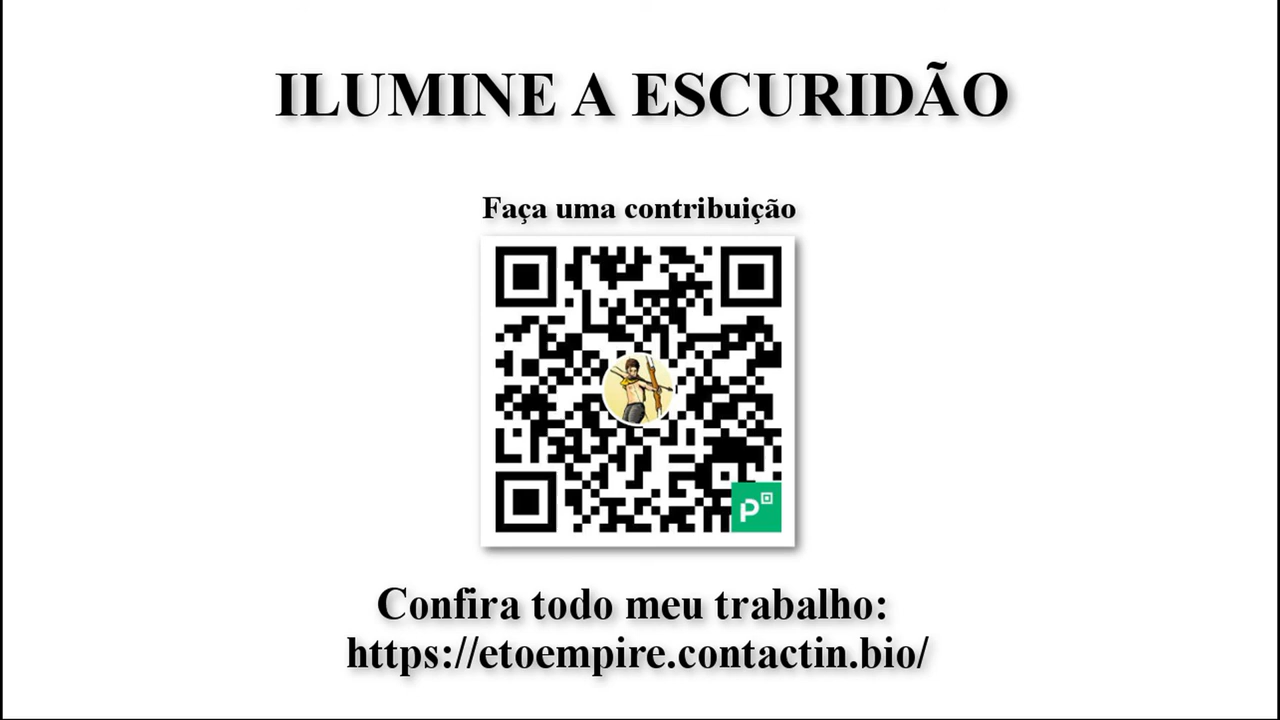 ILUMINE A ESCURIDÃO
Faça uma contribuição
P
Confira todo meu trabalho:
https://etoempire.contactin.bio/